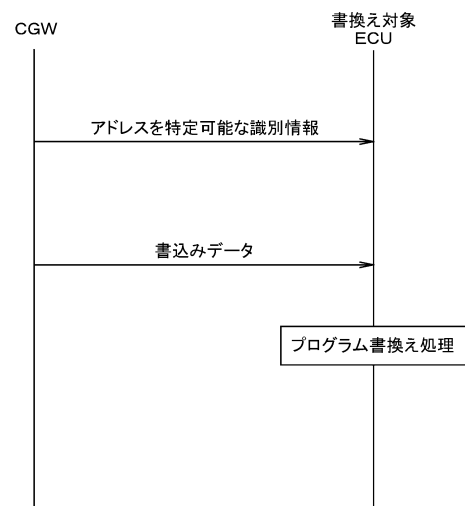 CGW
書換え対象
ECU
アドレスを特定可能な識別情報
書込みデータ
プログラム書換え処理